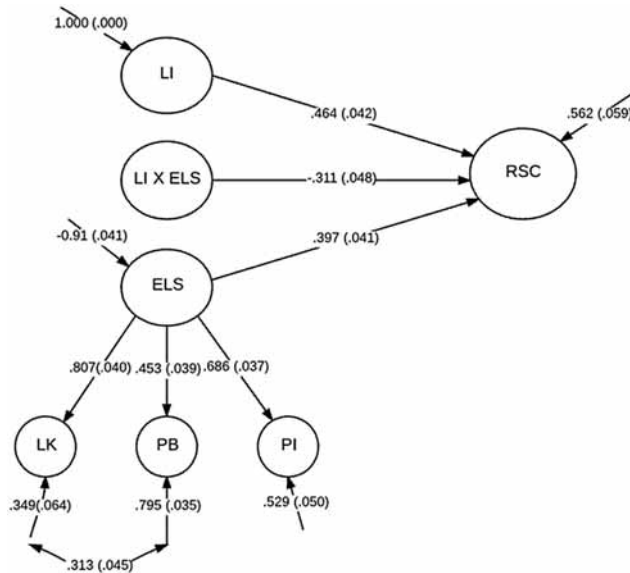 1.000 (.000)
LI
.464 (.042)
.562 (.059)
RSC
LI X ELS
-.311 (.048)
-0.91 (.041)
.397 (.041)
ELS
.807(.040)
.453 (.039)
.686 (.037)
LK
PB
PI
.349(.064)
.795 (.035)
.529 (.050)
.313 (.045)